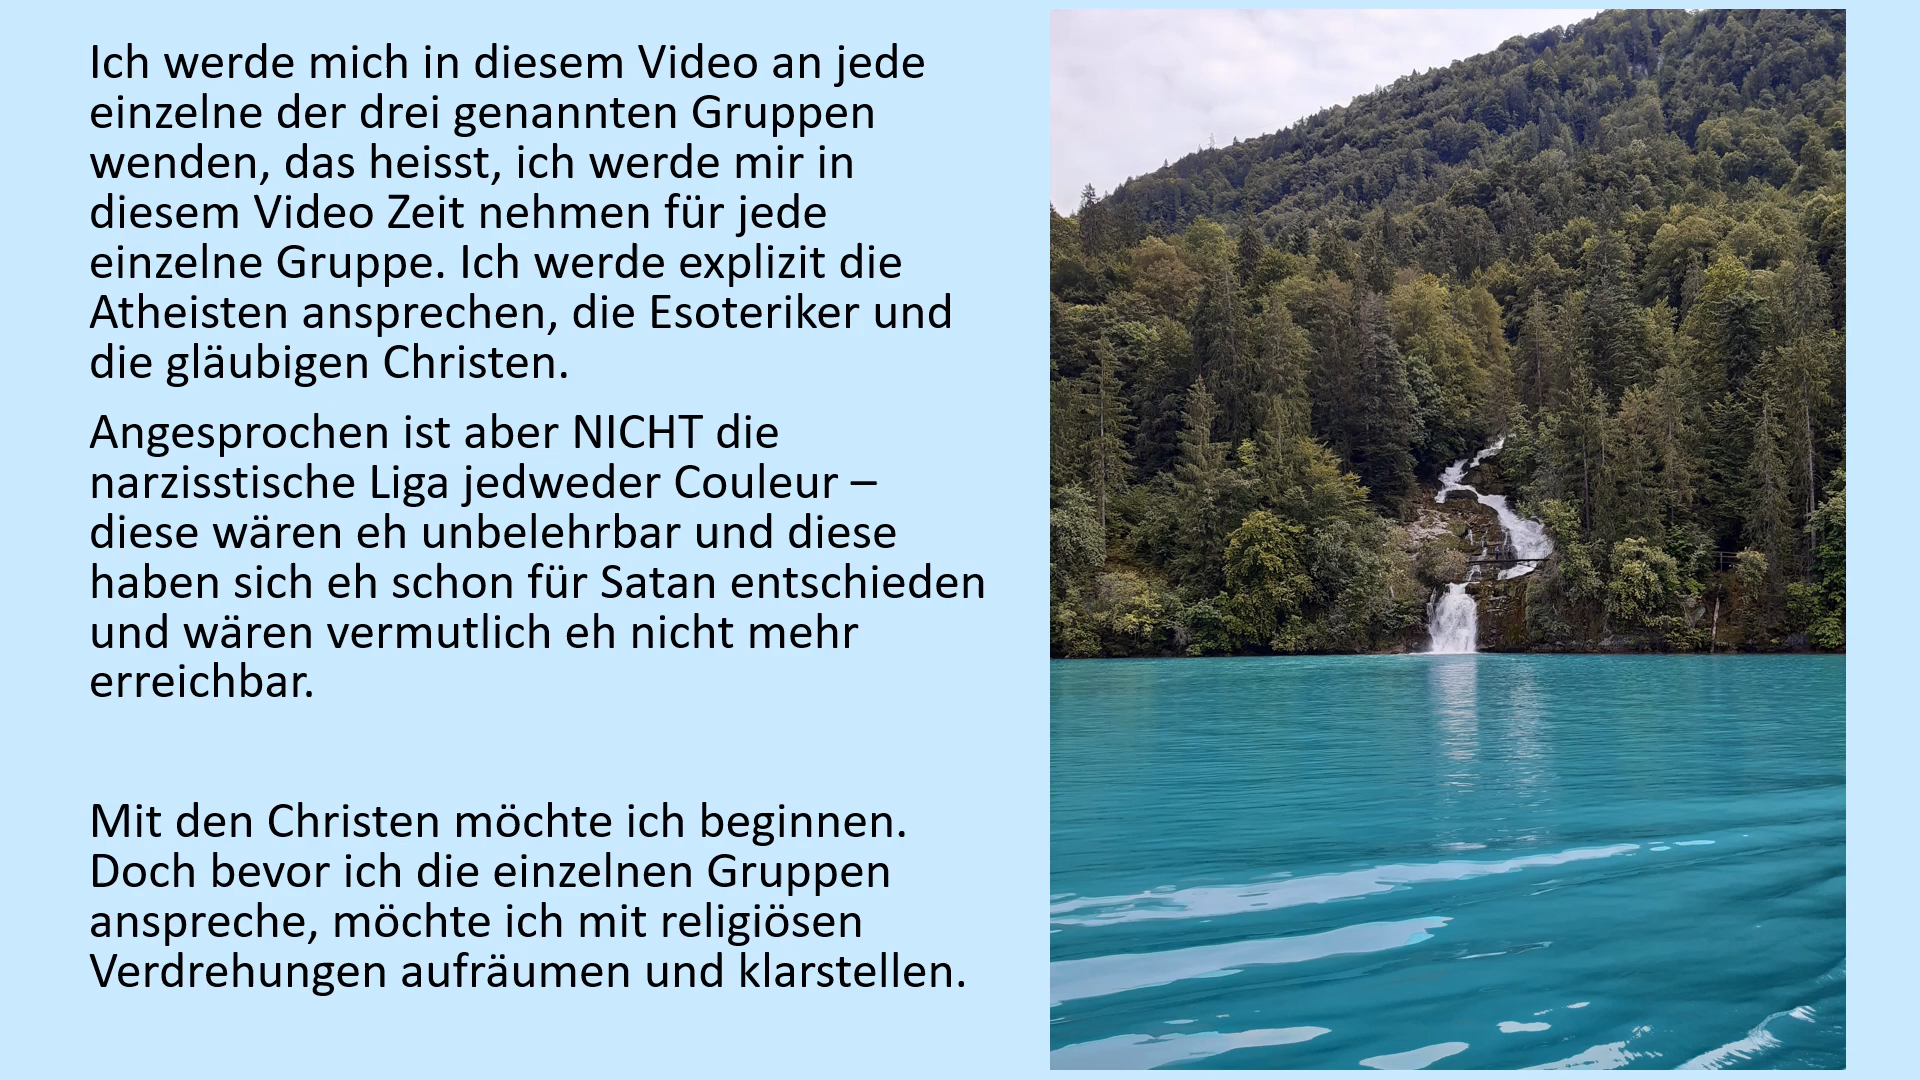 Ich werde mich in diesem Video an jede
einzelne der drei genannten Gruppen
wenden, das heisst, ich werde mir in
diesem Video Zeit nehmen für jede
einzelne Gruppe. Ich werde explizit die
Atheisten ansprechen, die Esoteriker und
die gläubigen Christen.
Angesprochen ist aber NICHT die
narzisstische Liga jedweder Couleur –
diese wären eh unbelehrbar und diese
haben sich eh schon für Satan entschieden
und wären vermutlich eh nicht mehr
erreichbar.
Mit den Christen möchte ich beginnen.
Doch bevor ich die einzelnen Gruppen
anspreche, möchte ich mit religiösen
Verdrehungen aufräumen und klarstellen.